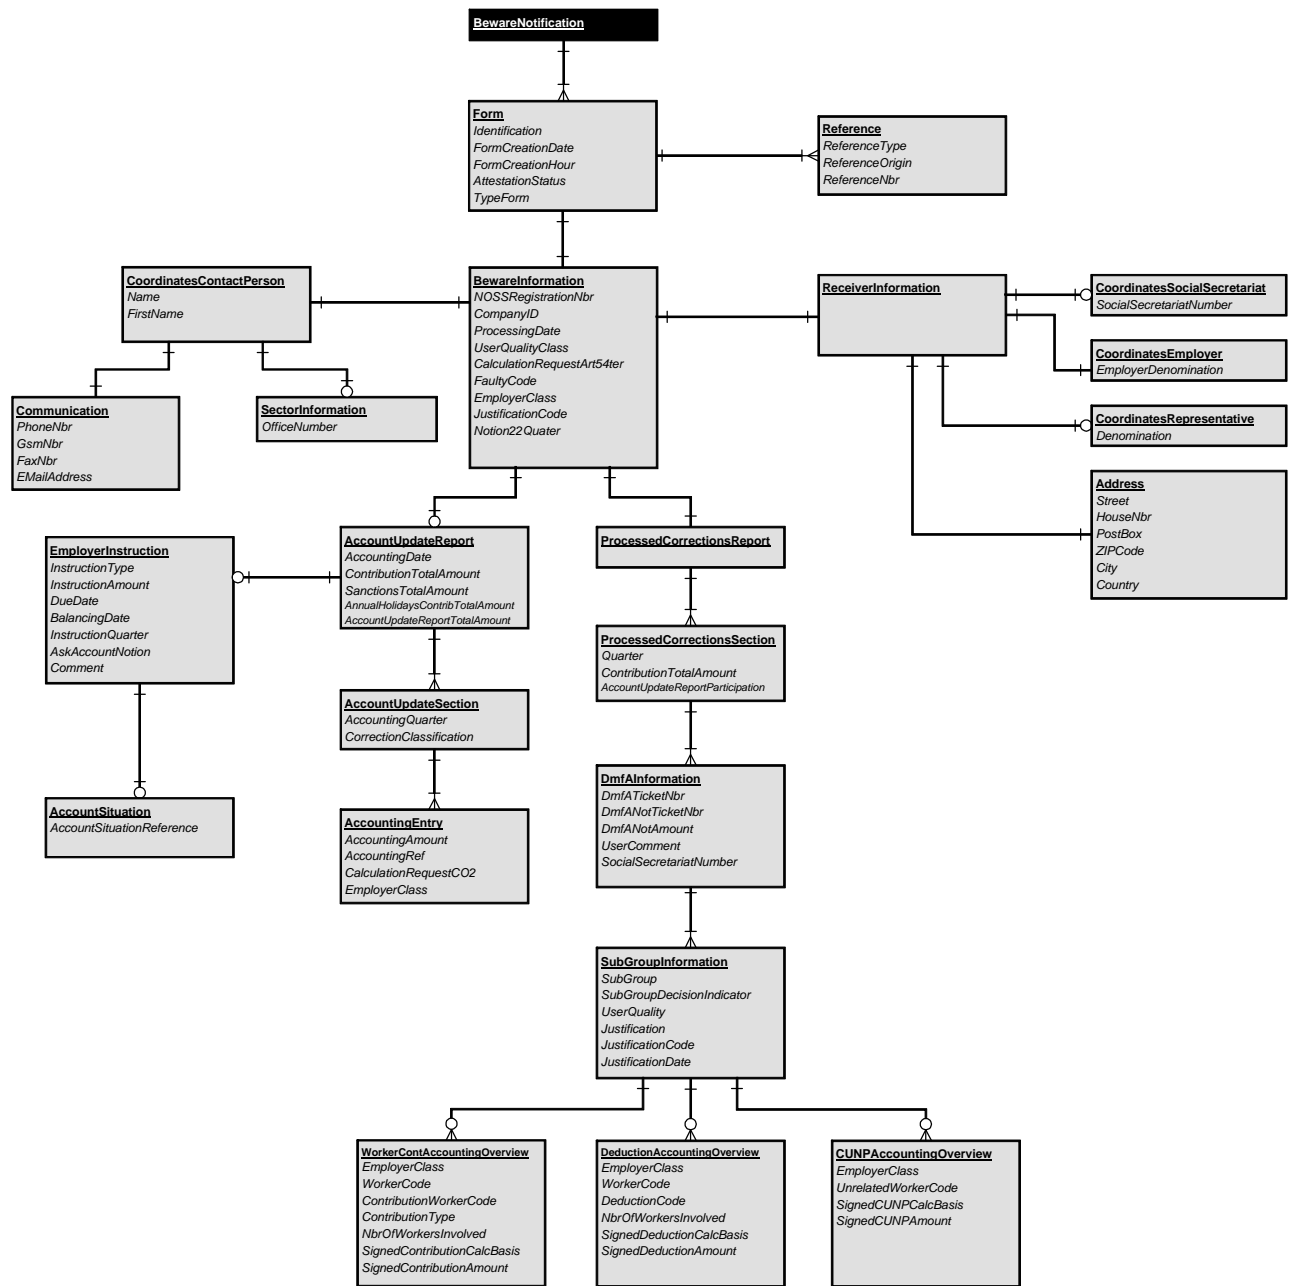 BewareNotification
Form
Identification
FormCreationDate
FormCreationHour
AttestationStatus
TypeForm
Reference
ReferenceType
ReferenceOrigin
ReferenceNbr
CoordinatesContactPerson
Name
FirstName
BewareInformation
NOSSRegistrationNbr
CompanyID
ProcessingDate
UserQualityClass
CalculationRequestArt54ter
FaultyCode
EmployerClass
JustificationCode
Notion22Quater
ReceiverInformation
CoordinatesSocialSecretariat
SocialSecretariatNumber
CoordinatesEmployer
EmployerDenomination
CoordinatesRepresentative
Denomination
Address
Street
HouseNbr
PostBox
ZIPCode
City
Country
Communication
PhoneNbr
GsmNbr
FaxNbr
EMailAddress
SectorInformation
OfficeNumber
EmployerInstruction
InstructionType
InstructionAmount
DueDate
BalancingDate
InstructionQuarter
AskAccountNotion
Comment
AccountUpdateReport
AccountingDate
ContributionTotalAmount
SanctionsTotalAmount
AnnualHolidaysContribTotalAmount
AccountUpdateReportTotalAmount
ProcessedCorrectionsReport
ProcessedCorrectionsSection
Quarter
ContributionTotalAmount
AccountUpdateReportParticipation
AccountUpdateSection
AccountingQuarter
CorrectionClassification
AccountSituation
AccountSituationReference
AccountingEntry
AccountingAmount
AccountingRef
CalculationRequestCO2
EmployerClass
DmfAInformation
DmfATicketNbr
DmfANotTicketNbr
DmfANotAmount
UserComment
SocialSecretariatNumber
SubGroupInformation
SubGroup
SubGroupDecisionIndicator
UserQuality
Justification
JustificationCode
JustificationDate
WorkerContAccountingOverview
EmployerClass
WorkerCode
ContributionWorkerCode
ContributionType
NbrOfWorkersInvolved
SignedContributionCalcBasis
SignedContributionAmount
DeductionAccountingOverview
EmployerClass
WorkerCode
DeductionCode
NbrOfWorkersInvolved
SignedDeductionCalcBasis
SignedDeductionAmount
CUNPAccountingOverview
EmployerClass
UnrelatedWorkerCode
SignedCUNPCalcBasis
SignedCUNPAmount